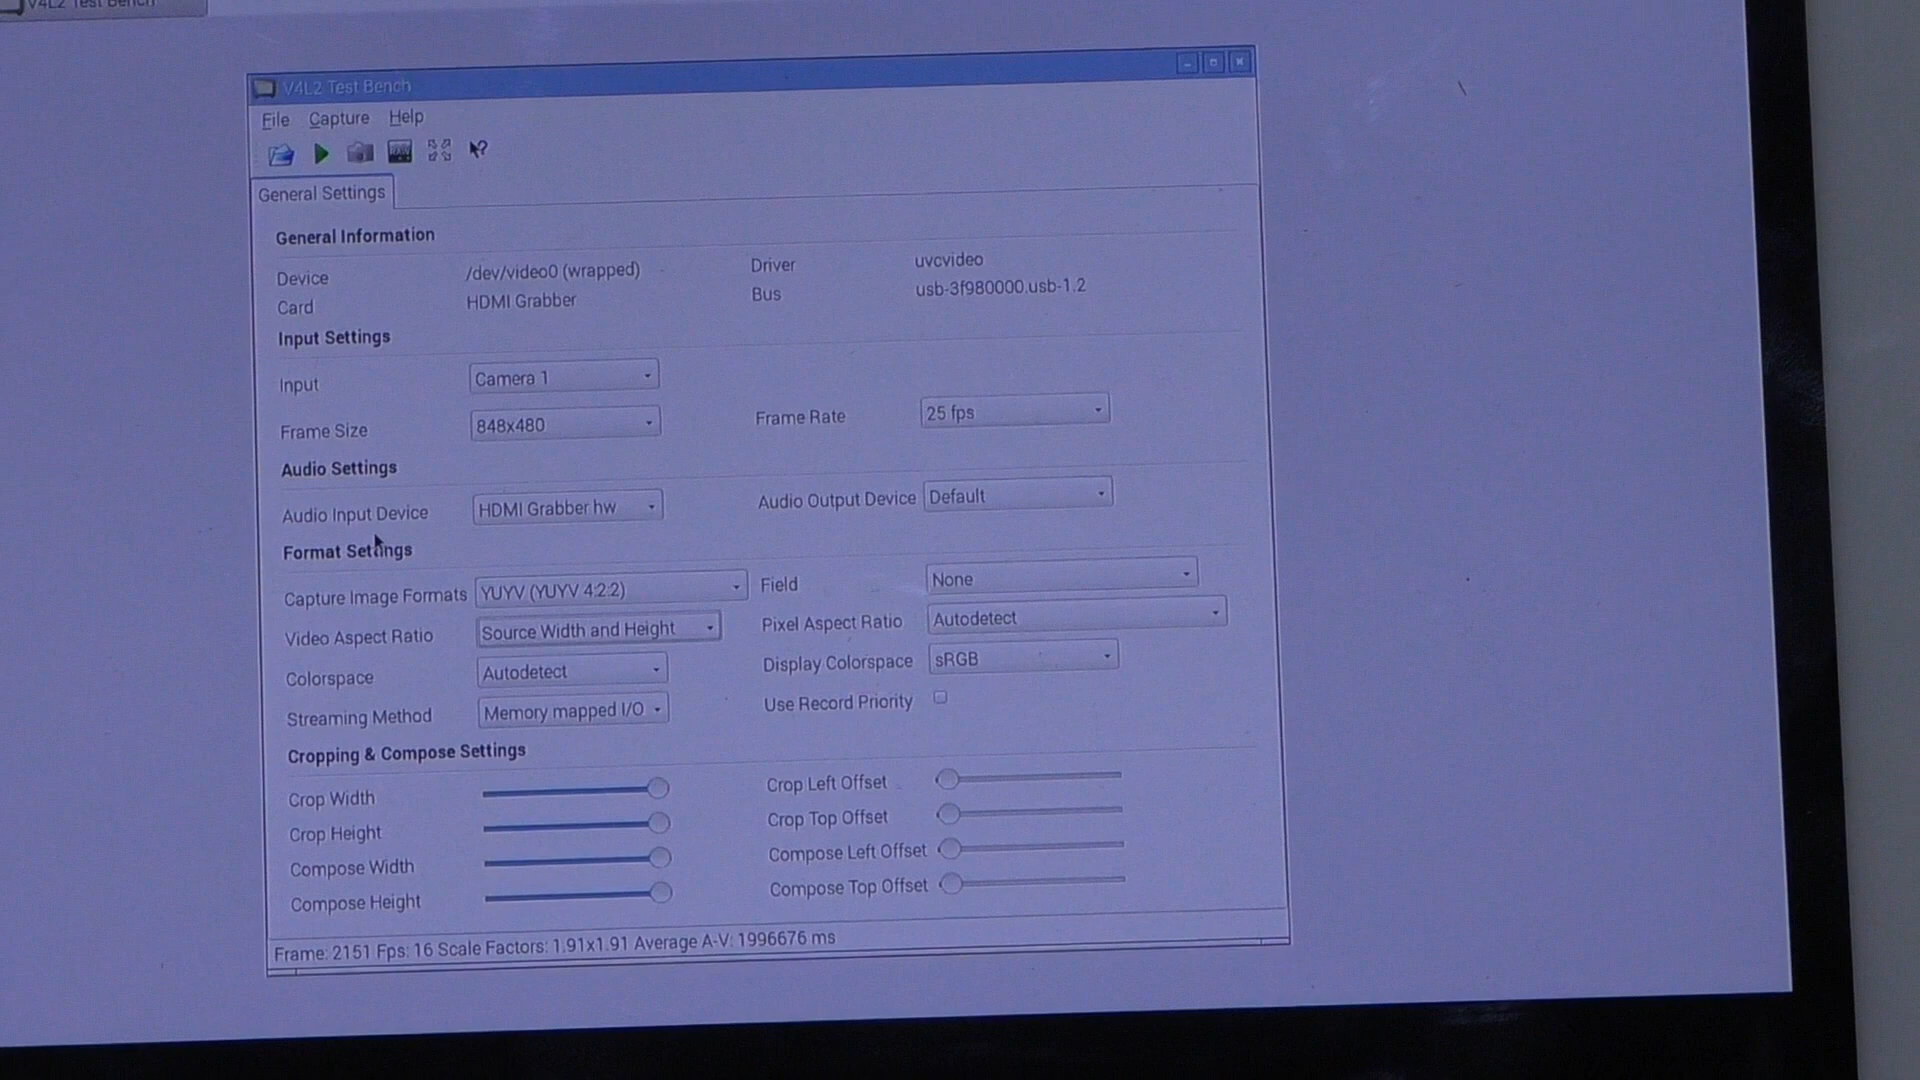 V4L2 Test Bench
V4L2 Test Bench
File Capture Help
General Settings
General Information
Device /dev/video0 (wrapped) Driver uvcvideo
Card HDMI Grabber Bus usb-3f980000.usb-1.2
Input Settings
Input Camera 1
Frame Size 848x480 Frame Rate 25 fps
Audio Settings
Audio Input Device HDMI Grabber hw Audio Output Device Default
Format Settings
Capture Image Formats YUYV (YUYV 4:2:2) Field None
Video Aspect Ratio Source Width and Height Pixel Aspect Ratio Autodetect
Colorspace Autodetect Display Colorspace sRGB
Streaming Method Memory mapped I/O Use Record Priority
Cropping & Compose Settings
Crop Width Crop Left Offset
Crop Height Crop Top Offset
Compose Width Compose Left Offset
Compose Height Compose Top Offset
Frame: 2151 Fps: 16 Scale Factors: 1.91x1.91 Average A-V: 1996676 ms